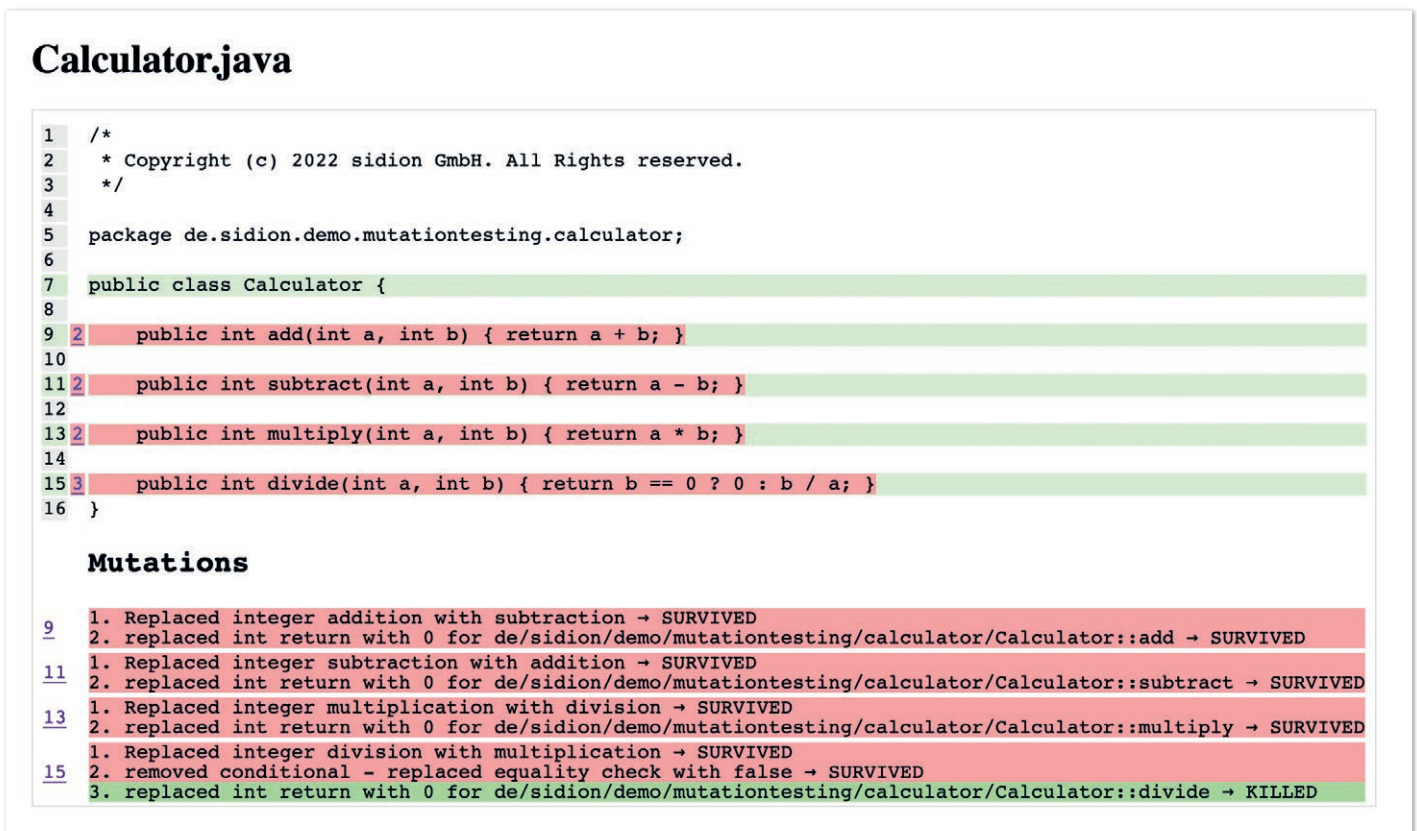 Calculator.java
1 /*
2 * Copyright (c) 2022 sidion GmbH. All Rights reserved.
3 */
4
5 package de.sidion.demo.mutationtesting.calculator;
6
7 public class Calculator {
8
9 2 public int add(int a, int b) { return a + b; }
10
11 2 public int subtract(int a, int b) { return a - b; }
12
13 2 public int multiply(int a, int b) { return a * b; }
14
15 3 public int divide(int a, int b) { return b == 0 ? 0 : b / a; }
16 }
Mutations
9 1. Replaced integer addition with subtraction → SURVIVED
2. replaced int return with 0 for de/sidion/demo/mutationtesting/calculator/Calculator::add → SURVIVED
11 1. Replaced integer subtraction with addition → SURVIVED
2. replaced int return with 0 for de/sidion/demo/mutationtesting/calculator/Calculator::subtract → SURVIVED
13 1. Replaced integer multiplication with division → SURVIVED
2. replaced int return with 0 for de/sidion/demo/mutationtesting/calculator/Calculator::multiply → SURVIVED
15 1. Replaced integer division with multiplication → SURVIVED
2. removed conditional - replaced equality check with false → SURVIVED
3. replaced int return with 0 for de/sidion/demo/mutationtesting/calculator/Calculator::divide → KILLED